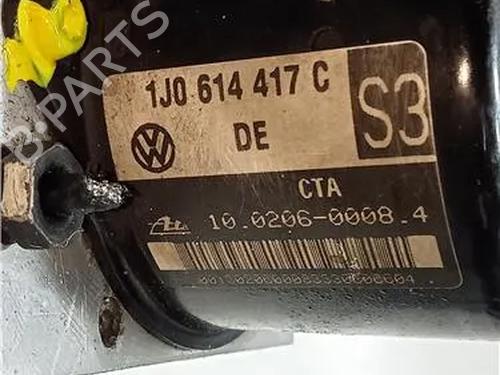 1J0 614 417 C
S3
DE
CTA
10.0206-0008.4
B-PARTS